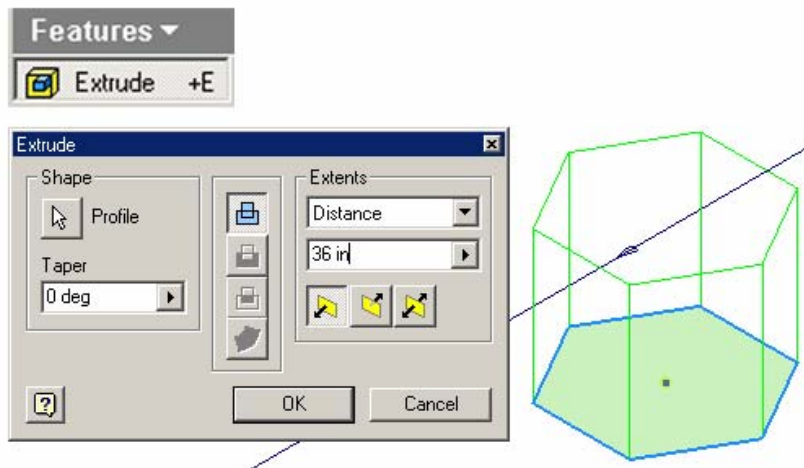 Features
Extrude +E
Extrude
Shape
Profile
Taper
0 deg
Extents
Distance
36 in
OK
Cancel